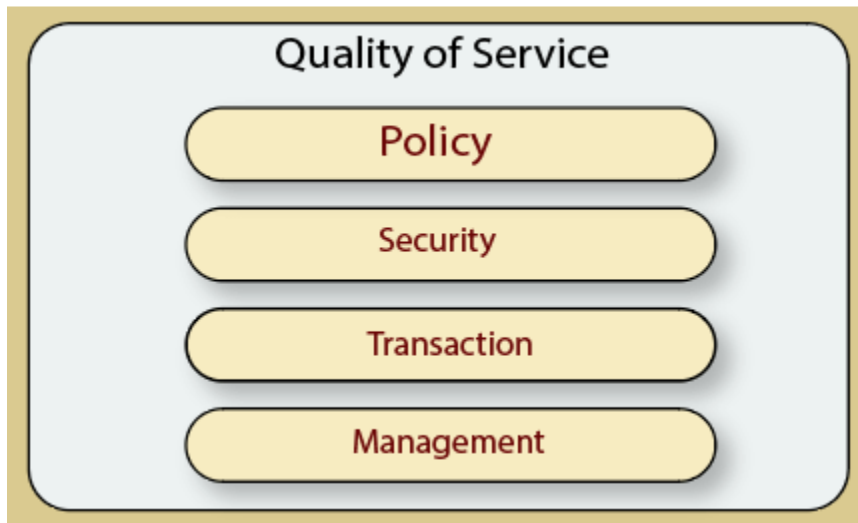 Quality of Service
Policy
Security
Transaction
Management